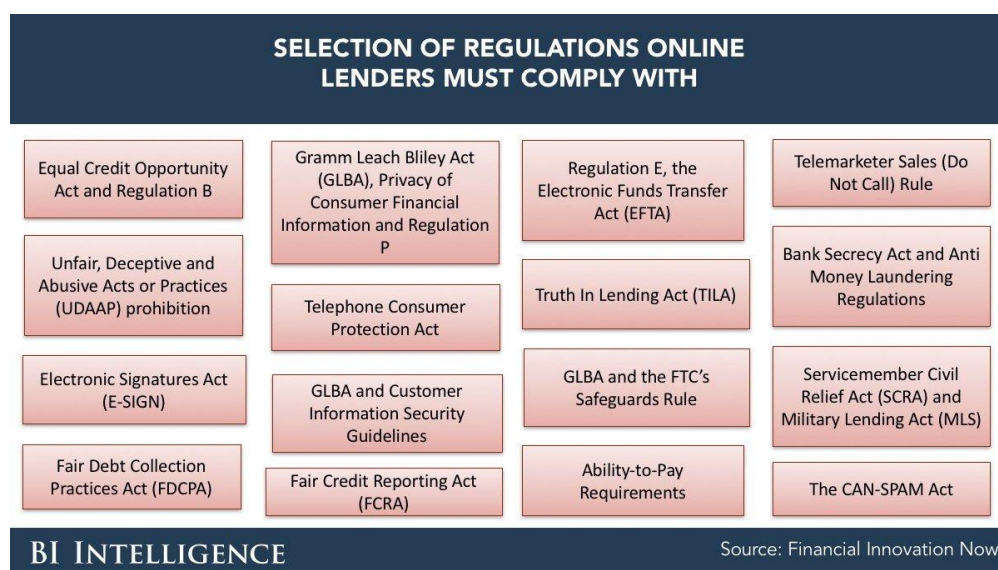 SELECTION OF REGULATIONS ONLINE
LENDERS MUST COMPLY WITH
Equal Credit Opportunity
Act and Regulation B
Unfair, Deceptive and
Abusive Acts or Practices
(UDAAP) prohibition
Electronic Signatures Act
(E-SIGN)
Fair Debt Collection
Practices Act (FDCPA)
Gramm Leach Bliley Act
(GLBA), Privacy of
Consumer Financial
Information and Regulation
P
Telephone Consumer
Protection Act
GLBA and Customer
Information Security
Guidelines
Fair Credit Reporting Act
(FCRA)
Regulation E, the
Electronic Funds Transfer
Act (EFTA)
Truth In Lending Act (TILA)
GLBA and the FTC’s
Safeguards Rule
Ability-to-Pay
Requirements
Telemarketer Sales (Do
Not Call) Rule
Bank Secrecy Act and Anti
Money Laundering
Regulations
Servicemember Civil
Relief Act (SCRA) and
Military Lending Act (MLS)
The CAN-SPAM Act
BI INTELLIGENCE
Source: Financial Innovation Now